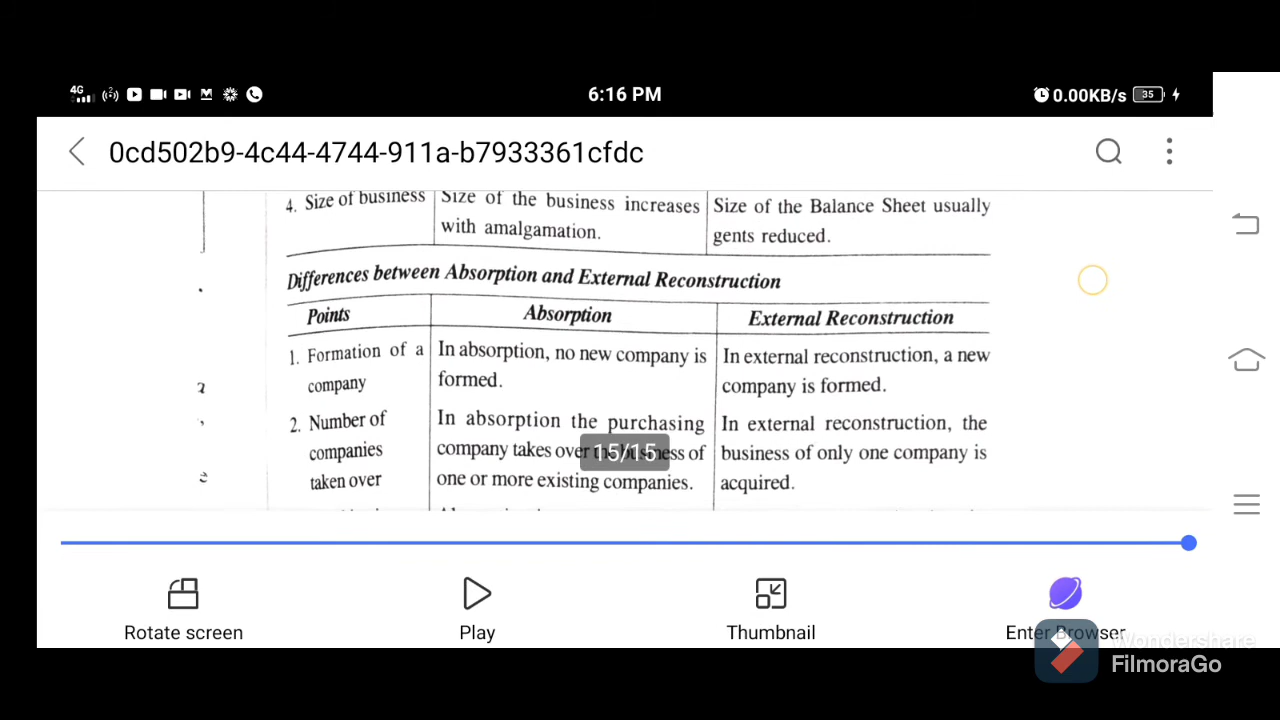 4G 6:16 PM 0.00KB/s 35
0cd502b9-4c44-4744-911a-b7933361cfdc
4. Size of business Size of the business increases Size of the Balance Sheet usually
with amalgamation. gents reduced.
Differences between Absorption and External Reconstruction
Points Absorption External Reconstruction
1. Formation of a In absorption, no new company is In external reconstruction, a new
company formed. company is formed.
2. Number of In absorption the purchasing In external reconstruction, the
companies company takes over the business of business of only one company is
taken over one or more existing companies. acquired.
15/15
Rotate screen Play Thumbnail Enter Browser
Wondershare
FilmoraGo